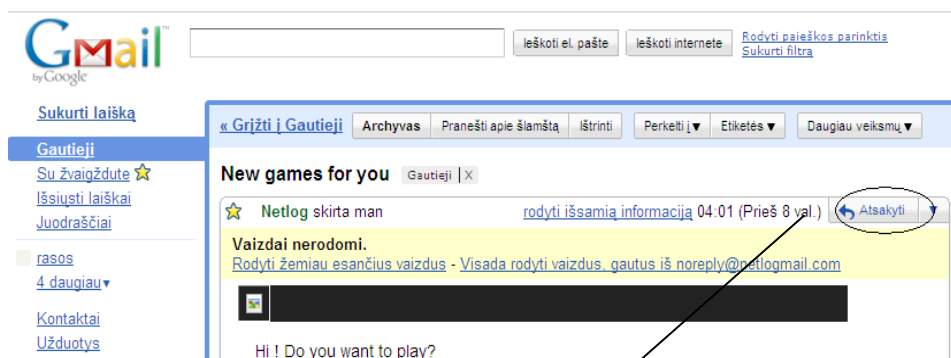 Gmail
by Google
Ieškoti el. pašte Ieškoti internete Rodyti paieškos parinktis
Sukurti filtrą
Sukurti laišką
« Grįžti į Gautieji Archyvas Pranešti apie šlamštą Ištrinti Perkelti į ▾ Etiketės ▾ Daugiau veiksmų ▾
Gautieji
Su žvaigždute
Išsiųsti laiškai
Juodraščiai
rasos
4 daugiau ▾
Kontaktai
Užduotys
New games for you Gautieji | X
Netlog skirta man rodyti išsamią informaciją 04:01 (Prieš 8 val.) Atsakyti ▾
Vaizdai nerodomi.
Rodyti žemiau esančius vaizdus - Visada rodyti vaizdus, gautus iš noreply@netlogmail.com
Hi ! Do you want to play?